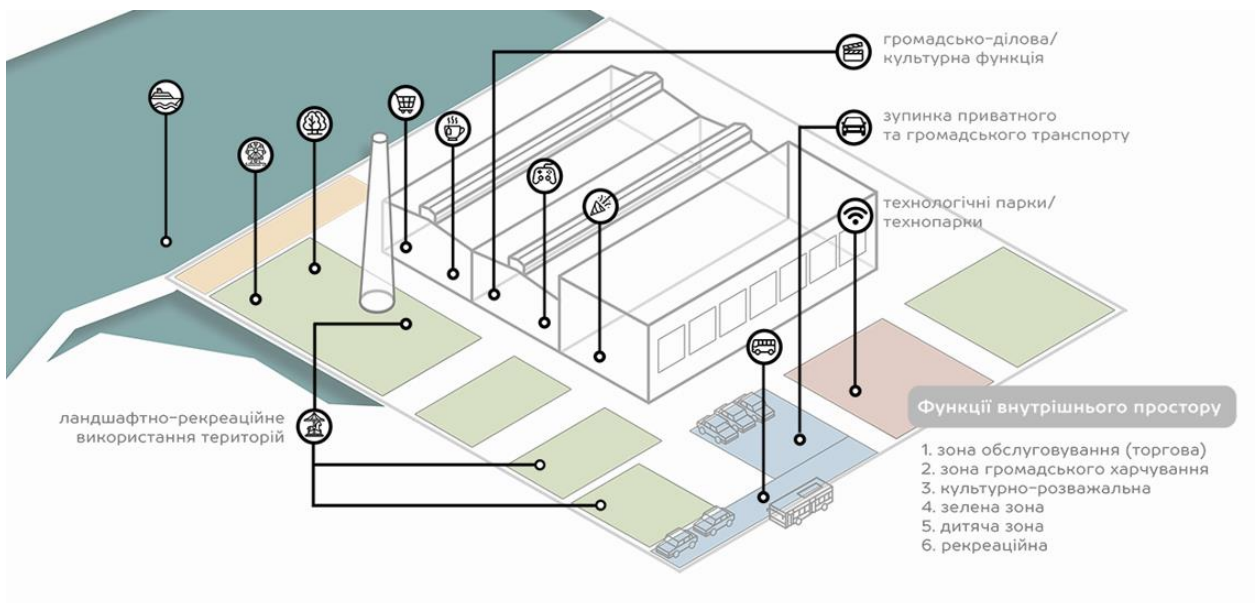 громадсько-ділова/
культурна функція
зупинка приватного
та громадського транспорту
технологічні парки/
технопарки
ландшафтно-рекреаційне
використання територій
Функції внутрішнього простору
1. зона обслуговування (торгова)
2. зона громадського харчування
3. культурно-розважальна
4. зелена зона
5. дитяча зона
6. рекреаційна